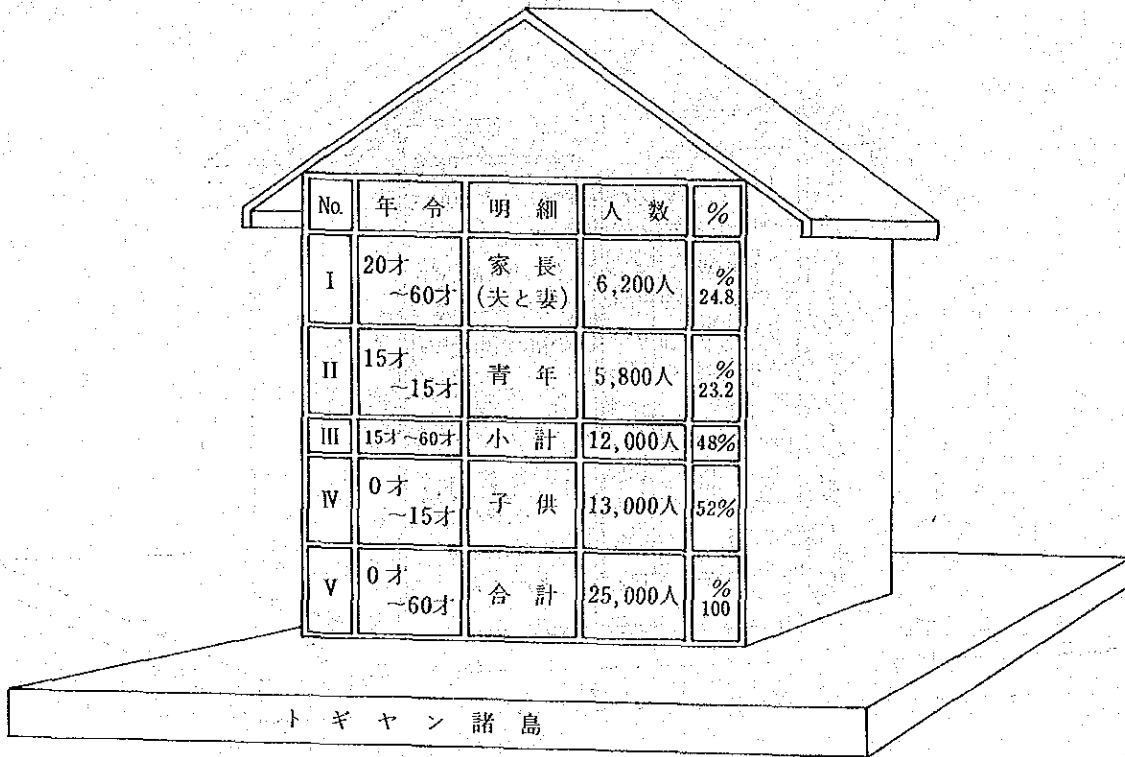 No. 年令 明細 人数 %
I 20才~60才 家長(夫と妻) 6,200人 % 24.8
II 15才~15才 青年 5,800人 % 23.2
III 15才~60才 小計 12,000人 48%
IV 0才~15才 子供 13,000人 52%
V 0才~60才 合計 25,000人 % 100
トギヤン諸島